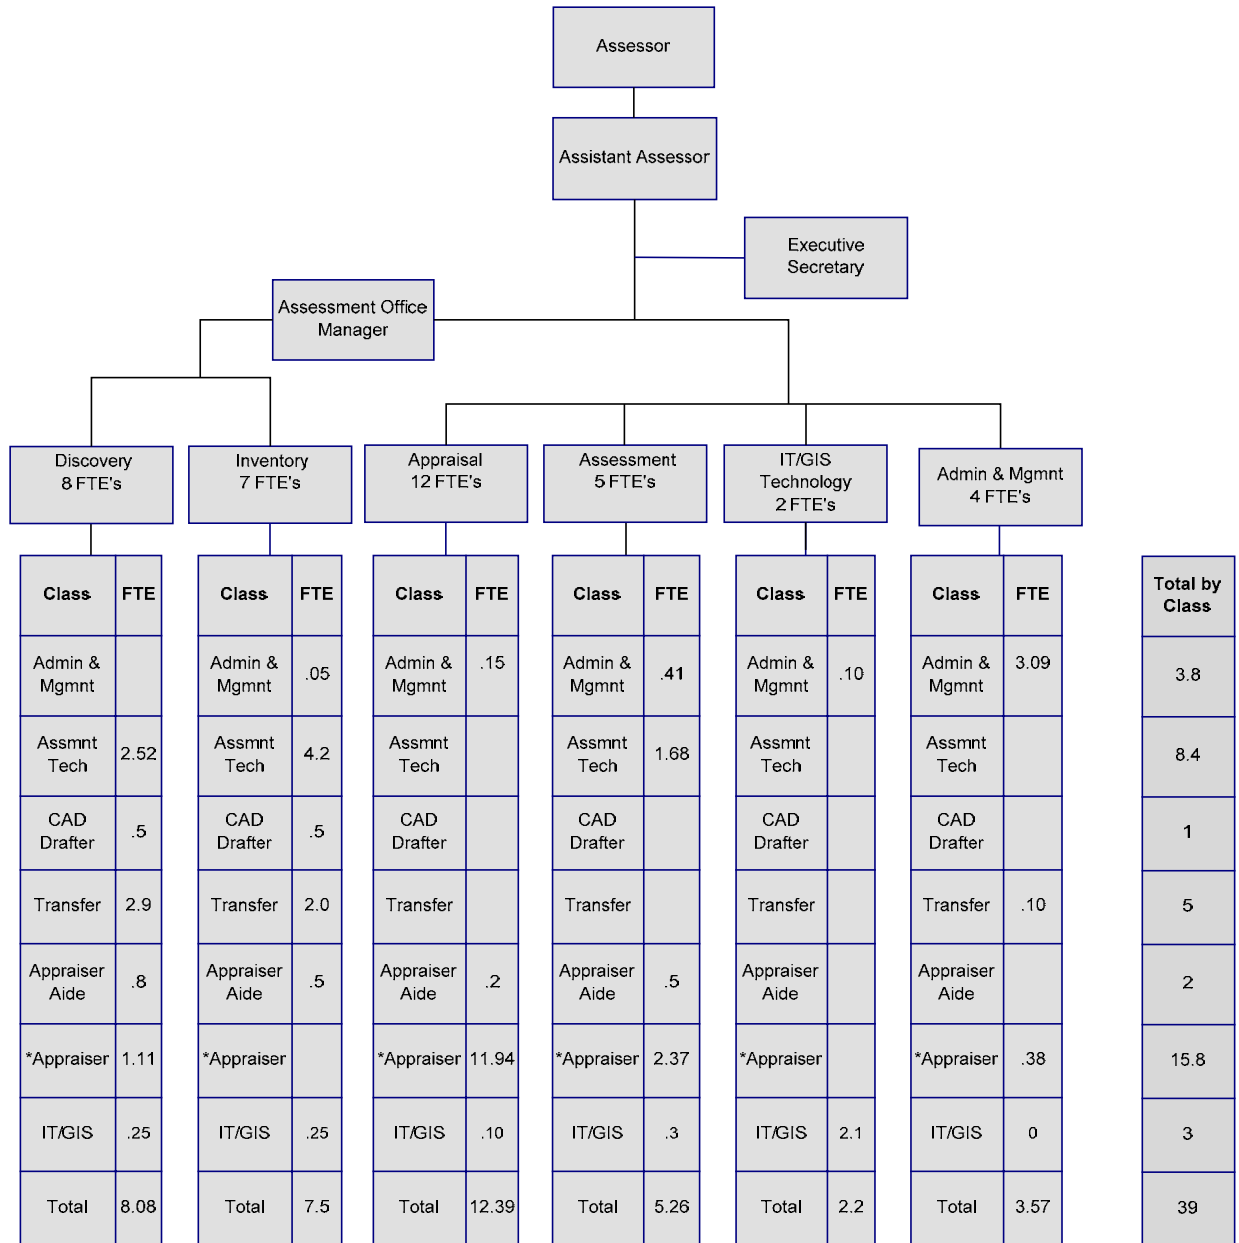 Assessor
Assistant Assessor
Executive
Secretary
Assessment Office
Manager
Discovery
8 FTE's
Inventory
7 FTE's
Appraisal
12 FTE's
Assessment
5 FTE's
IT/GIS
Technology
2 FTE's
Admin & Mgmnt
4 FTE's
Class FTE
Admin &
Mgmnt
Assmnt
Tech 2.52
CAD
Drafter .5
Transfer 2.9
Appraiser
Aide .8
*Appraiser 1.11
IT/GIS .25
Total 8.08
Class FTE
Admin &
Mgmnt .05
Assmnt
Tech 4.2
CAD
Drafter .5
Transfer 2.0
Appraiser
Aide .5
*Appraiser
IT/GIS .25
Total 7.5
Class FTE
Admin &
Mgmnt .15
Assmnt
Tech
CAD
Drafter
Transfer
Appraiser
Aide .2
*Appraiser 11.94
IT/GIS .10
Total 12.39
Class FTE
Admin &
Mgmnt .41
Assmnt
Tech 1.68
CAD
Drafter
Transfer
Appraiser
Aide .5
*Appraiser 2.37
IT/GIS .3
Total 5.26
Class FTE
Admin &
Mgmnt .10
Assmnt
Tech
CAD
Drafter
Transfer
Appraiser
Aide
*Appraiser
IT/GIS 2.1
Total 2.2
Class FTE
Admin &
Mgmnt 3.09
Assmnt
Tech
CAD
Drafter
Transfer .10
Appraiser
Aide
*Appraiser .38
IT/GIS 0
Total 3.57
Total by
Class
3.8
8.4
1
5
2
15.8
3
39